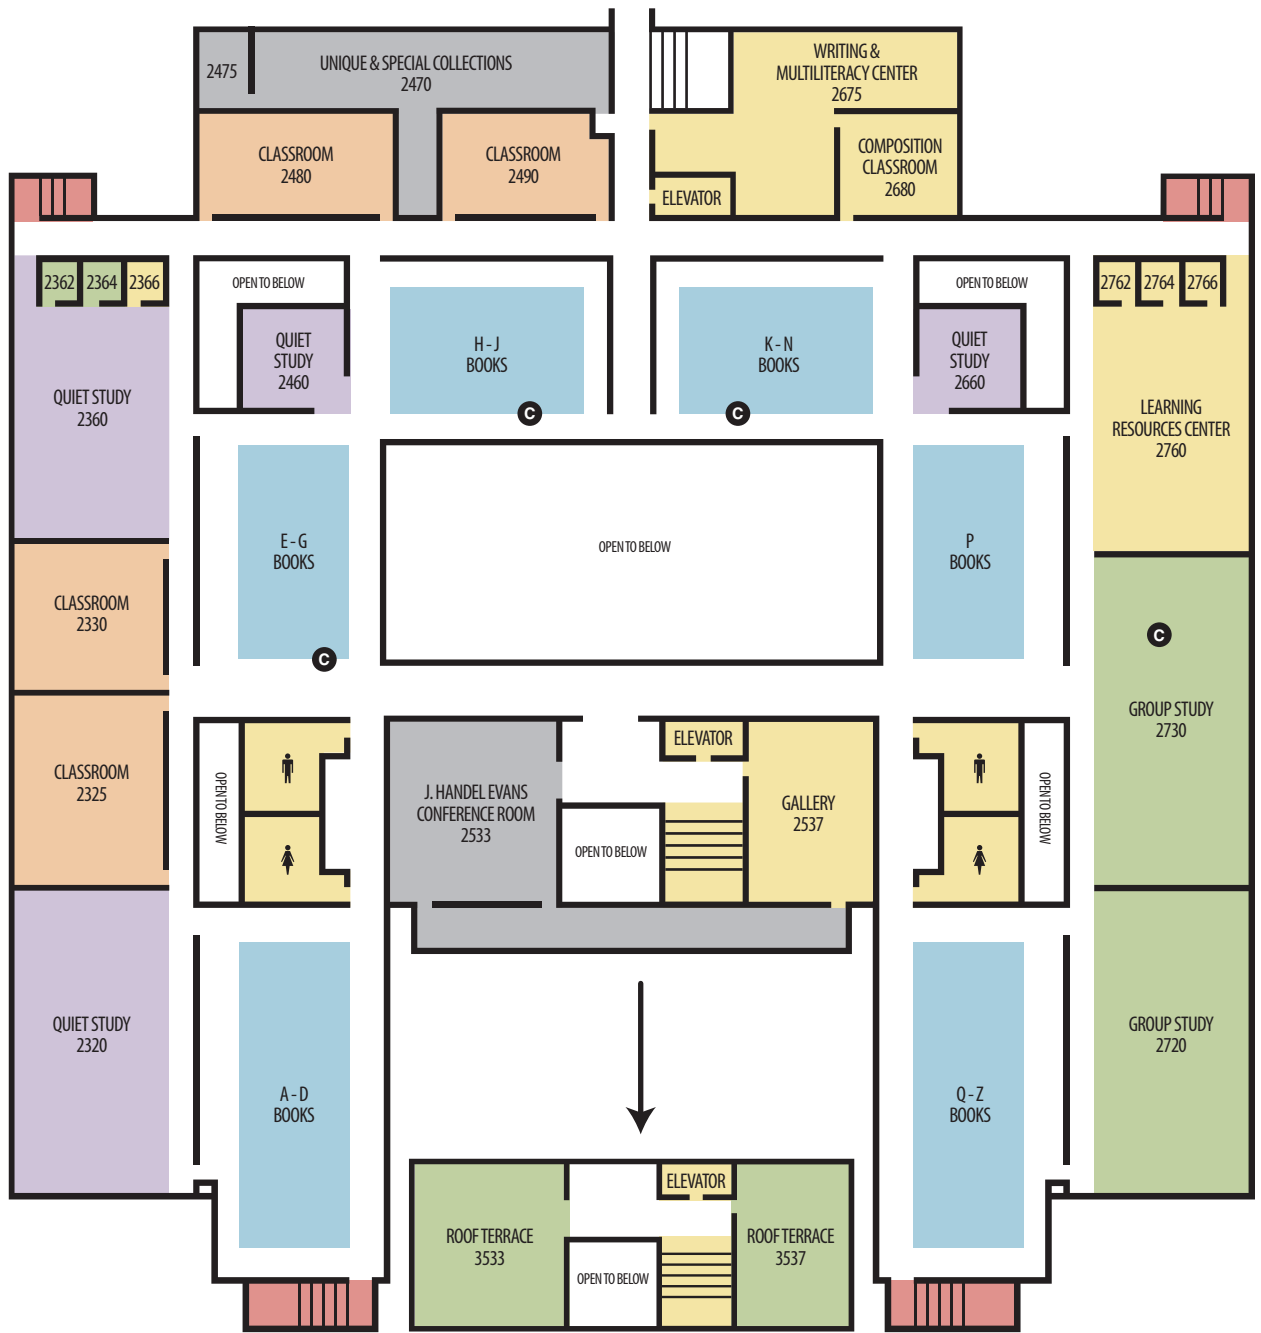 UNIQUE & SPECIAL COLLECTIONS
2470
2475
WRITING &
MULTILITERACY CENTER
2675
CLASSROOM
2480
CLASSROOM
2490
COMPOSITION
CLASSROOM
2680
ELEVATOR
2362
2364
2366
OPEN TO BELOW
OPEN TO BELOW
2762
2764
2766
QUIET
STUDY
2460
H - J
BOOKS
K - N
BOOKS
QUIET
STUDY
2660
QUIET STUDY
2360
LEARNING
RESOURCES CENTER
2760
C
C
E - G
BOOKS
OPEN TO BELOW
P
BOOKS
CLASSROOM
2330
C
C
GROUP STUDY
2730
CLASSROOM
2325
OPEN TO BELOW
J. HANDEL EVANS
CONFERENCE ROOM
2533
ELEVATOR
OPEN TO BELOW
GALLERY
2537
OPEN TO BELOW
QUIET STUDY
2320
GROUP STUDY
2720
A - D
BOOKS
Q - Z
BOOKS
ELEVATOR
ROOF TERRACE
3533
OPEN TO BELOW
ROOF TERRACE
3537